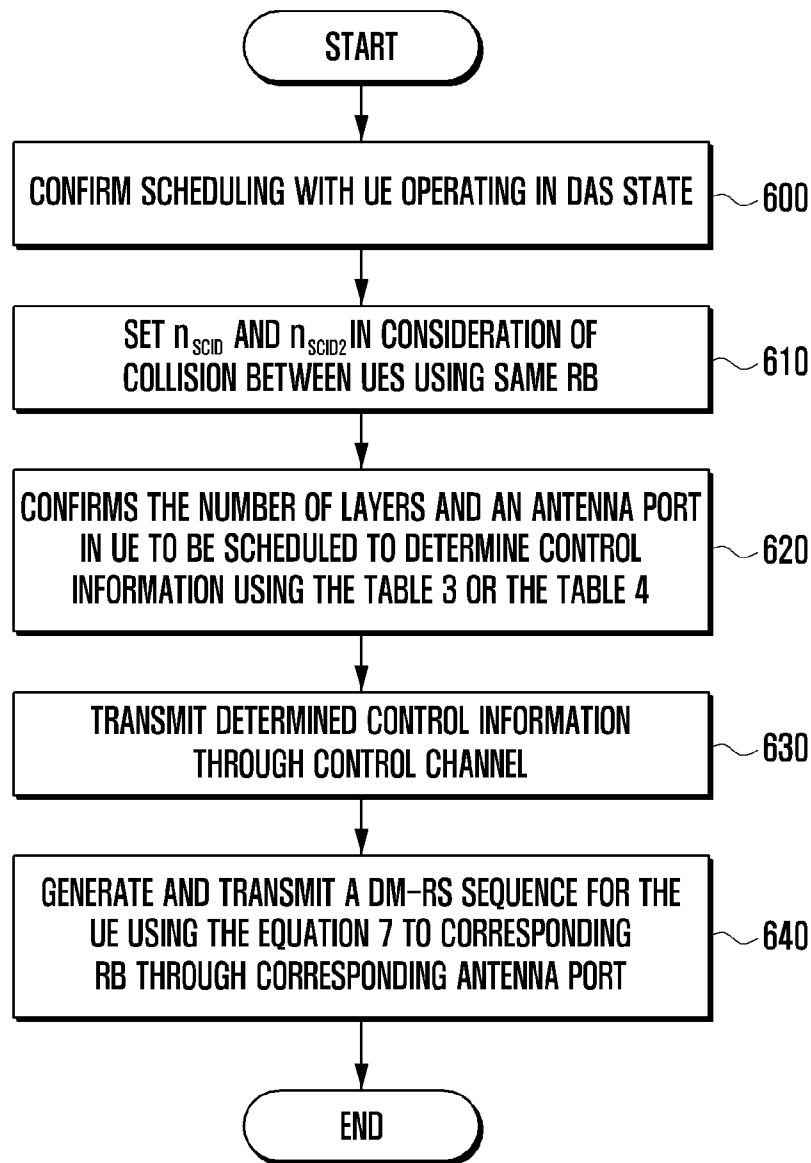 START
CONFIRM SCHEDULING WITH UE OPERATING IN DAS STATE
600
SET nSCID AND nSCID2 IN CONSIDERATION OF
COLLISION BETWEEN UES USING SAME RB
610
CONFIRMS THE NUMBER OF LAYERS AND AN ANTENNA PORT
IN UE TO BE SCHEDULED TO DETERMINE CONTROL
INFORMATION USING THE TABLE 3 OR THE TABLE 4
620
TRANSMIT DETERMINED CONTROL INFORMATION
THROUGH CONTROL CHANNEL
630
GENERATE AND TRANSMIT A DM-RS SEQUENCE FOR THE
UE USING THE EQUATION 7 TO CORRESPONDING
RB THROUGH CORRESPONDING ANTENNA PORT
640
END